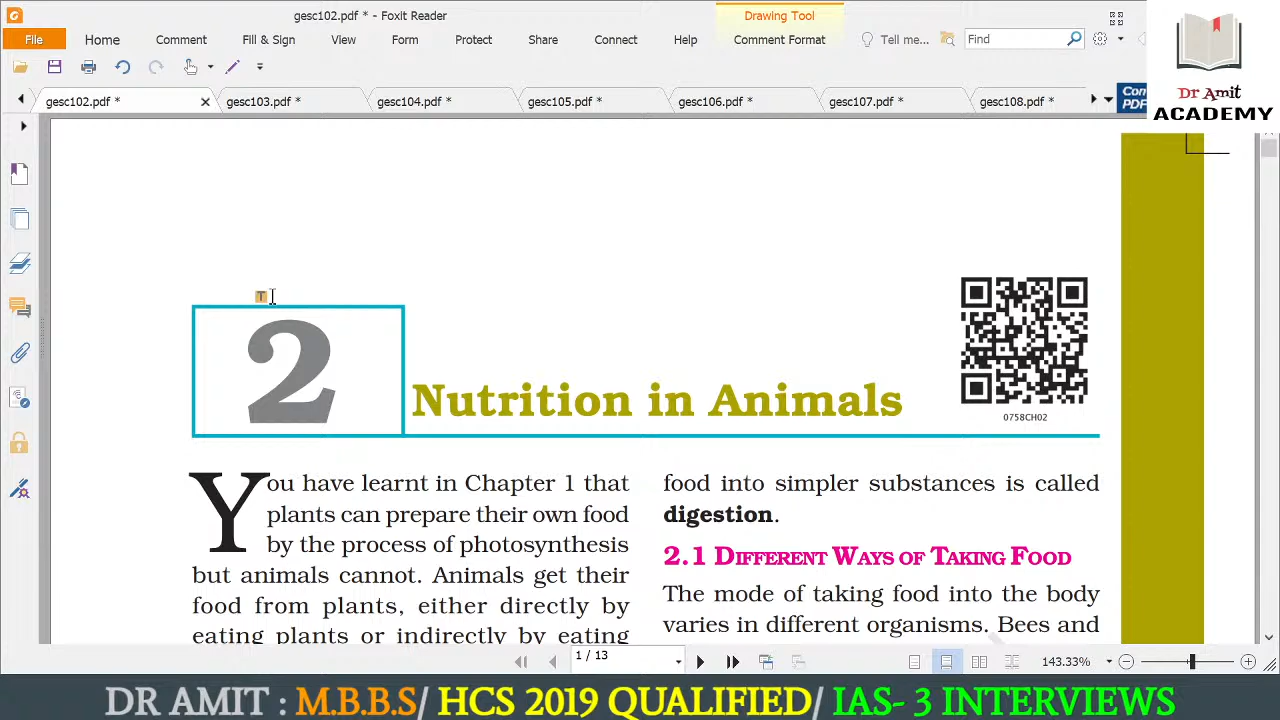 gesc102.pdf * - Foxit Reader
Drawing Tool
File
Home
Comment
Fill & Sign
View
Form
Protect
Share
Connect
Help
Comment Format
Tell me...
Find
gesc102.pdf *
gesc103.pdf *
gesc104.pdf *
gesc105.pdf *
gesc106.pdf *
gesc107.pdf *
gesc108.pdf *
PDF
Dr Amit
ACADEMY
T
2
Nutrition in Animals
0758CH02
You have learnt in Chapter 1 that
plants can prepare their own food
by the process of photosynthesis
but animals cannot. Animals get their
food from plants, either directly by
eating plants or indirectly by eating
food into simpler substances is called
digestion.
2.1 DIFFERENT WAYS OF TAKING FOOD
The mode of taking food into the body
varies in different organisms. Bees and
1 / 13
143.33%
DR AMIT : M.B.B.S/ HCS 2019 QUALIFIED/ IAS- 3 INTERVIEWS